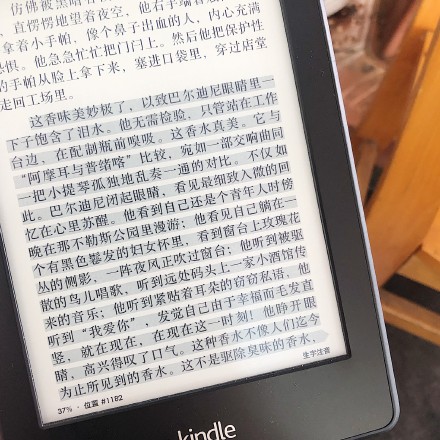 仿佛被黑暗
，直愣愣地望着夜空，他右手端着
拿着小手帕，像个鼻子出血的人，内心充满
恐惧。他急急忙忙把门闩上。然后他把保护性
的手帕从脸上拿下来，塞进口袋里，穿过店堂
走回工场里。
这香味美妙极了，以致巴尔迪尼眼睛里一
下子饱含了泪水。他无需检验，只管站在工作
台边，在配制瓶前嗅吸。这香水真美。它与
“阿摩耳与普绪喀”比较，宛如一部交响曲同
一把小提琴孤独地乱奏一通的对比。不仅如
此。巴尔迪尼闭起眼睛，看见最细致入微的回
忆在心里苏醒。他看到自己还是个青年人时傍
晚在那不勒斯公园里漫游；他看见自己躺在一
个有黑色鬈发的妇女怀里，看到窗台上玫瑰花
丛的侧影，一阵夜风正吹过窗台；他听到被驱
散的鸟儿唱歌，听到远处码头上一家小酒馆传
来的音乐；他听到紧贴着耳朵的窃窃私语，他
听到“我爱你”，发觉自己由于幸福而毛发直
竖，就在现在，在现在这一时刻！他睁开眼
睛，高兴得叹了口气。这种香水不像人们迄今
为止所见到的香水。这不是驱除臭味的香水，
37% · 位置 #1182
生字注音
kindle